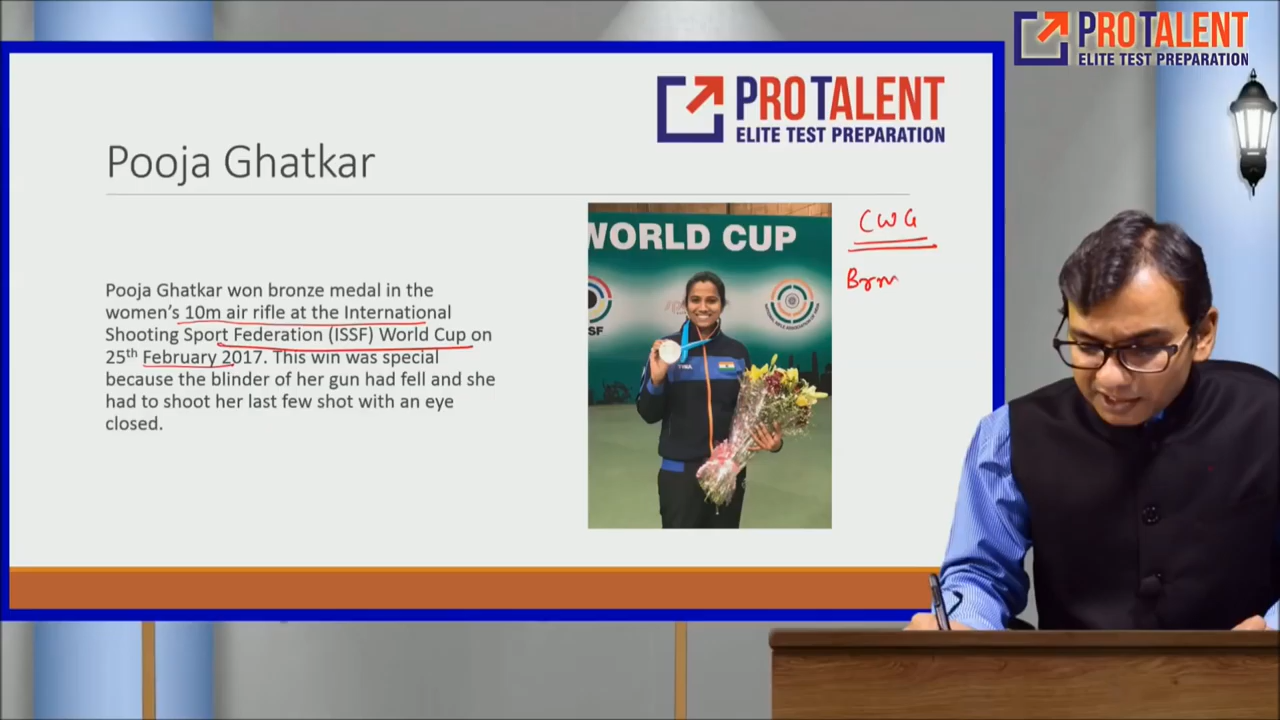 PROTALENT
ELITE TEST PREPARATION
PROTALENT
ELITE TEST PREPARATION
Pooja Ghatkar
WORLD CUP
CWG
Brm
SSF
Pooja Ghatkar won bronze medal in the
women's 10m air rifle at the International
Shooting Sport Federation (ISSF) World Cup on
25th February 2017. This win was special
because the blinder of her gun had fell and she
had to shoot her last few shot with an eye
closed.